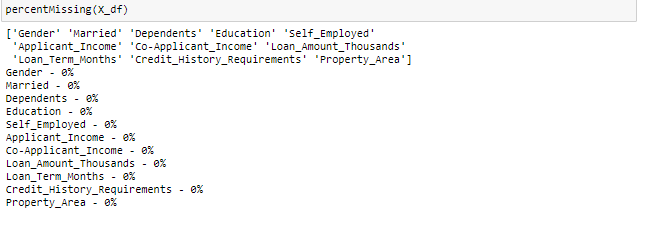 percentMissing(X_df)
['Gender' 'Married' 'Dependents' 'Education' 'Self_Employed'
 'Applicant_Income' 'Co-Applicant_Income' 'Loan_Amount_Thousands'
 'Loan_Term_Months' 'Credit_History_Requirements' 'Property_Area']
Gender - 0%
Married - 0%
Dependents - 0%
Education - 0%
Self_Employed - 0%
Applicant_Income - 0%
Co-Applicant_Income - 0%
Loan_Amount_Thousands - 0%
Loan_Term_Months - 0%
Credit_History_Requirements - 0%
Property_Area - 0%